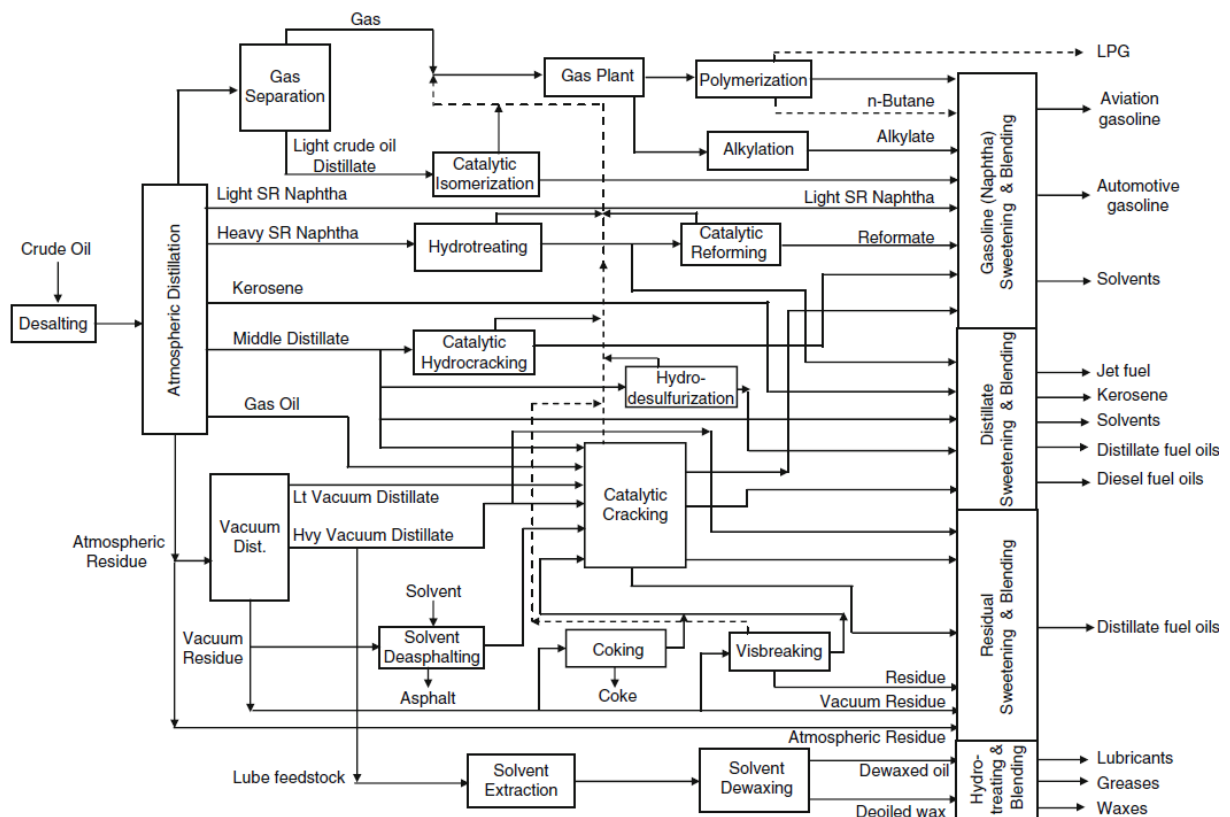 Gas
LPG
Gas
Separation
Gas Plant
Polymerization
n-Butane
Aviation
gasoline
Light crude oil
Distillate
Catalytic
Isomerization
Alkylation
Alkylate
Light SR Naphtha
Light SR Naphtha
Automotive
gasoline
Heavy SR Naphtha
Hydrotreating
Catalytic
Reforming
Reformate
Gasoline (Naphtha)
Sweetening & Blending
Crude Oil
Desalting
Atmospheric Distillation
Kerosene
Solvents
Middle Distillate
Catalytic
Hydrocracking
Hydro-
desulfurization
Jet fuel
Kerosene
Solvents
Distillate fuel oils
Diesel fuel oils
Distillate
Sweetening & Blending
Gas Oil
Catalytic
Cracking
Lt Vacuum Distillate
Vacuum
Dist.
Hvy Vacuum Distillate
Atmospheric
Residue
Solvent
Vacuum
Residue
Solvent
Deasphalting
Asphalt
Coking
Coke
Visbreaking
Residue
Vacuum Residue
Atmospheric Residue
Residual
Sweetening & Blending
Distillate fuel oils
Lube feedstock
Solvent
Extraction
Solvent
Dewaxing
Dewaxed oil
Deoiled wax
Hydro-
treating &
Blending
Lubricants
Greases
Waxes